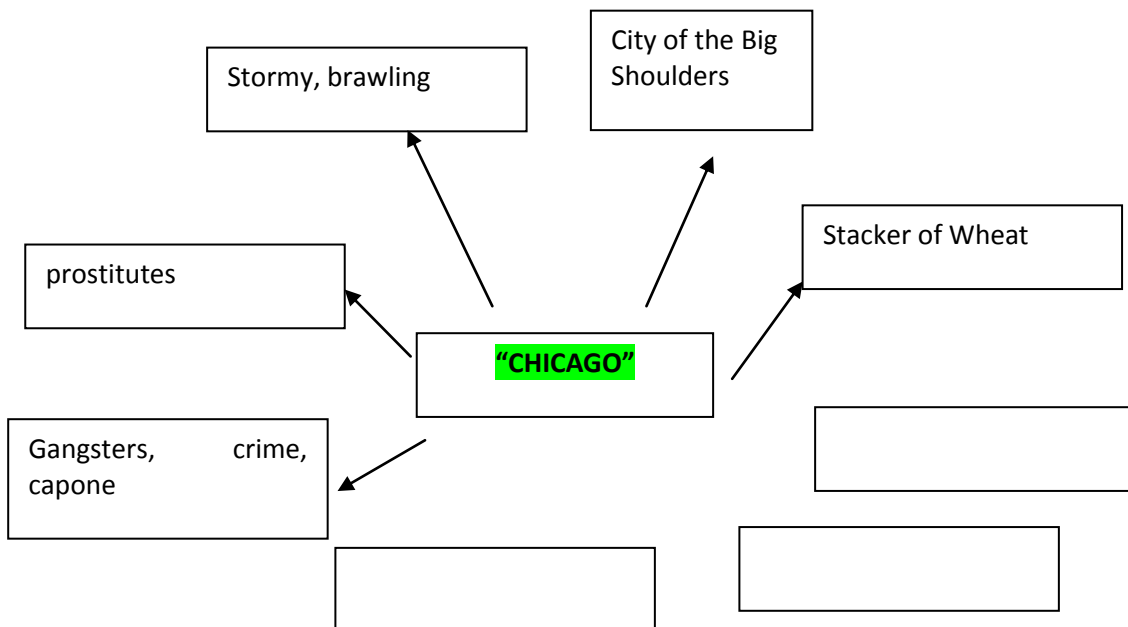 City of the Big
Shoulders
Stormy, brawling
Stacker of Wheat
prostitutes
“CHICAGO”
Gangsters, crime,
capone